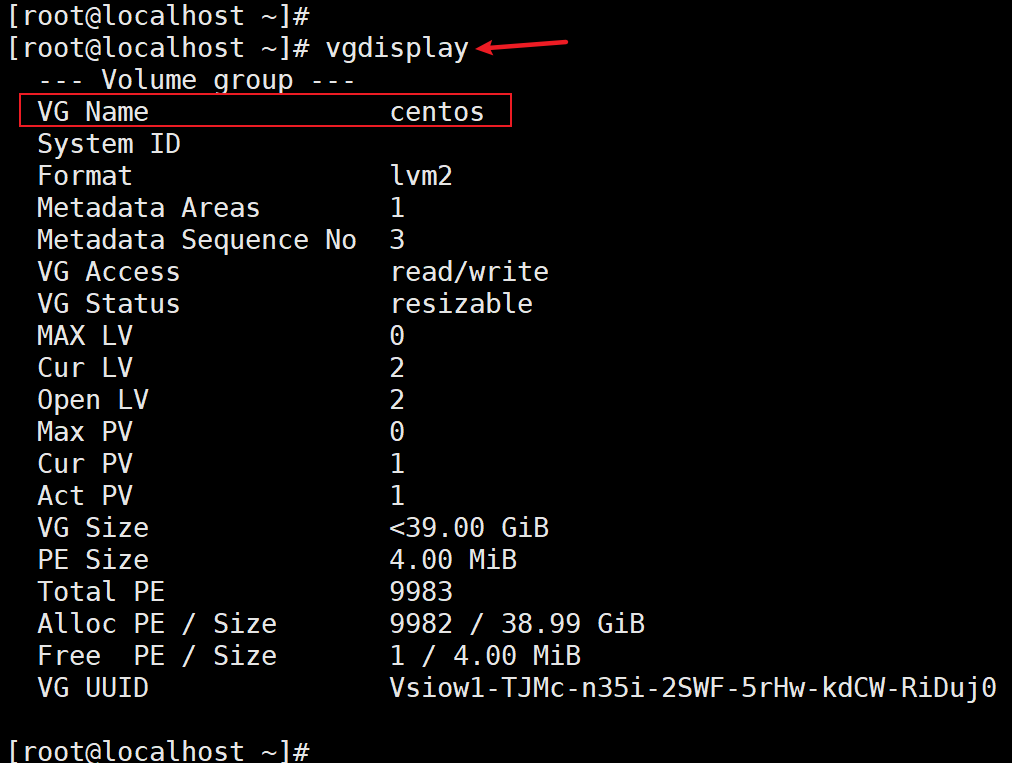 [root@localhost ~]#
[root@localhost ~]# vgdisplay
  --- Volume group ---
  VG Name               centos
  System ID
  Format                lvm2
  Metadata Areas        1
  Metadata Sequence No  3
  VG Access             read/write
  VG Status             resizable
  MAX LV                0
  Cur LV                2
  Open LV               2
  Max PV                0
  Cur PV                1
  Act PV                1
  VG Size               <39.00 GiB
  PE Size               4.00 MiB
  Total PE              9983
  Alloc PE / Size       9982 / 38.99 GiB
  Free  PE / Size       1 / 4.00 MiB
  VG UUID               Vsiow1-TJMc-n35i-2SWF-5rHw-kdCW-RiDuj0
[root@localhost ~]#